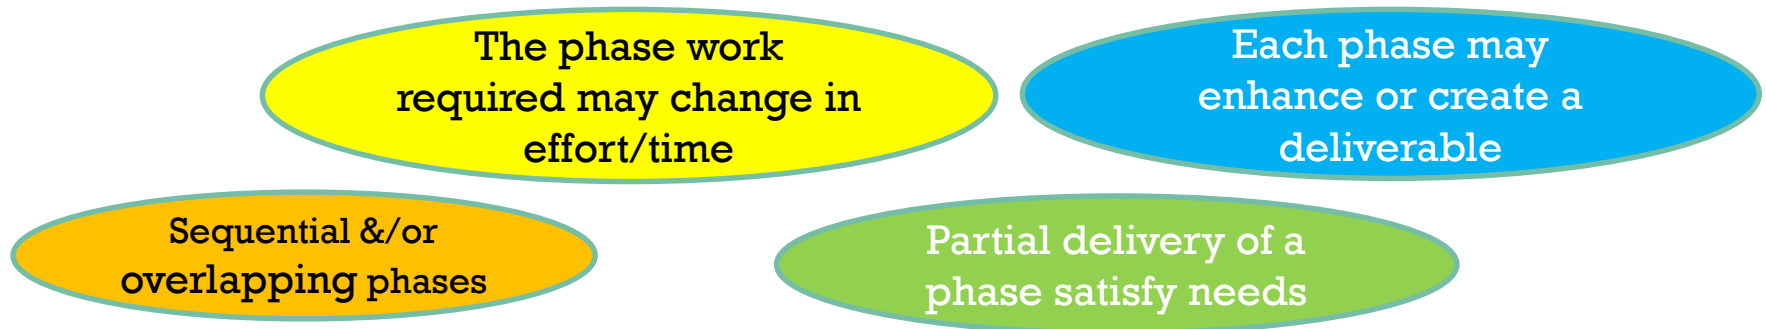 The phase work
required may change in
effort/time
Each phase may
enhance or create a
deliverable
Sequential &/or
overlapping phases
Partial delivery of a
phase satisfy needs